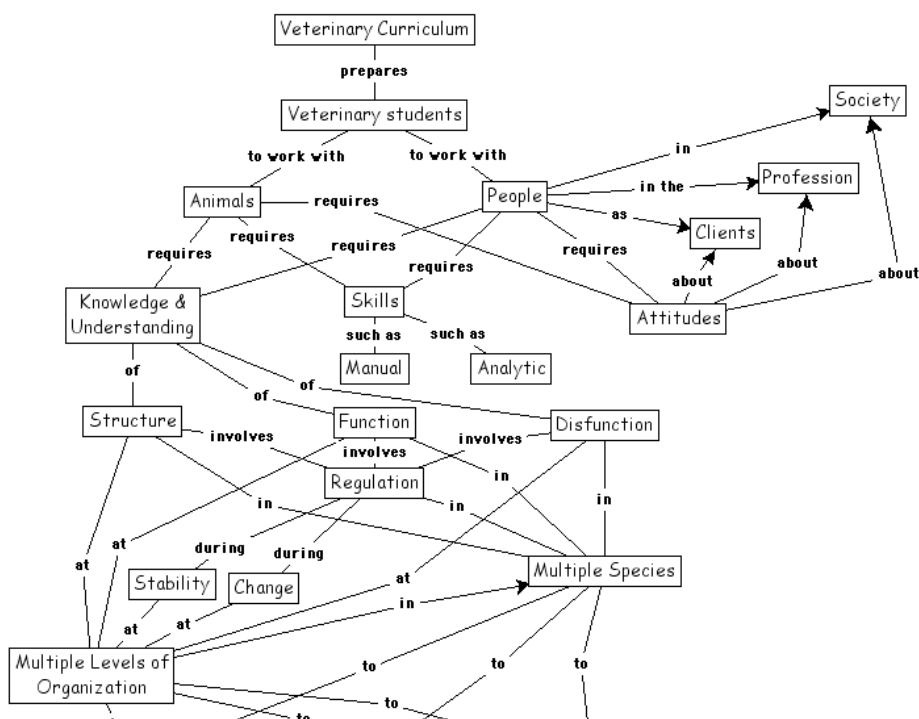 Veterinary Curriculum
prepares
Veterinary students
Society
to work with
to work with
in
Profession
in the
Animals
People
requires
as
Clients
requires
requires
requires
requires
requires
about
about
about
Knowledge &
Understanding
Skills
Attitudes
such as
such as
of
Manual
Analytic
of
of
Structure
Function
Disfunction
involves
involves
involves
Regulation
in
in
in
in
at
during
during
at
Stability
Change
at
Multiple Species
in
at
at
Multiple Levels of
Organization
to
to
to
to
to